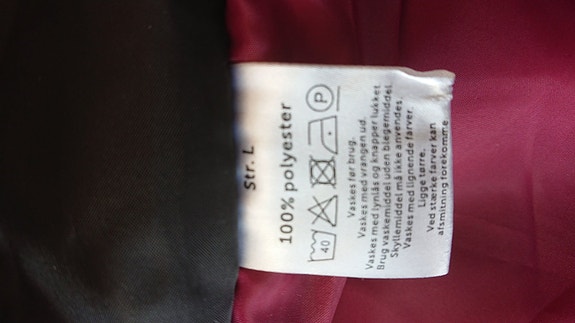 Str. L
100% polyester
40 P
Vaskes før brug.
Vaskes med vrangen ud.
Vaskes med lynlås og knapper lukket.
Brug vaskemiddel uden blegemiddel.
Skyllemiddel må ikke anvendes.
Vaskes med lignende farver.
Ligge tørre.
Ved stærke farver kan
afsmitning forekomme.